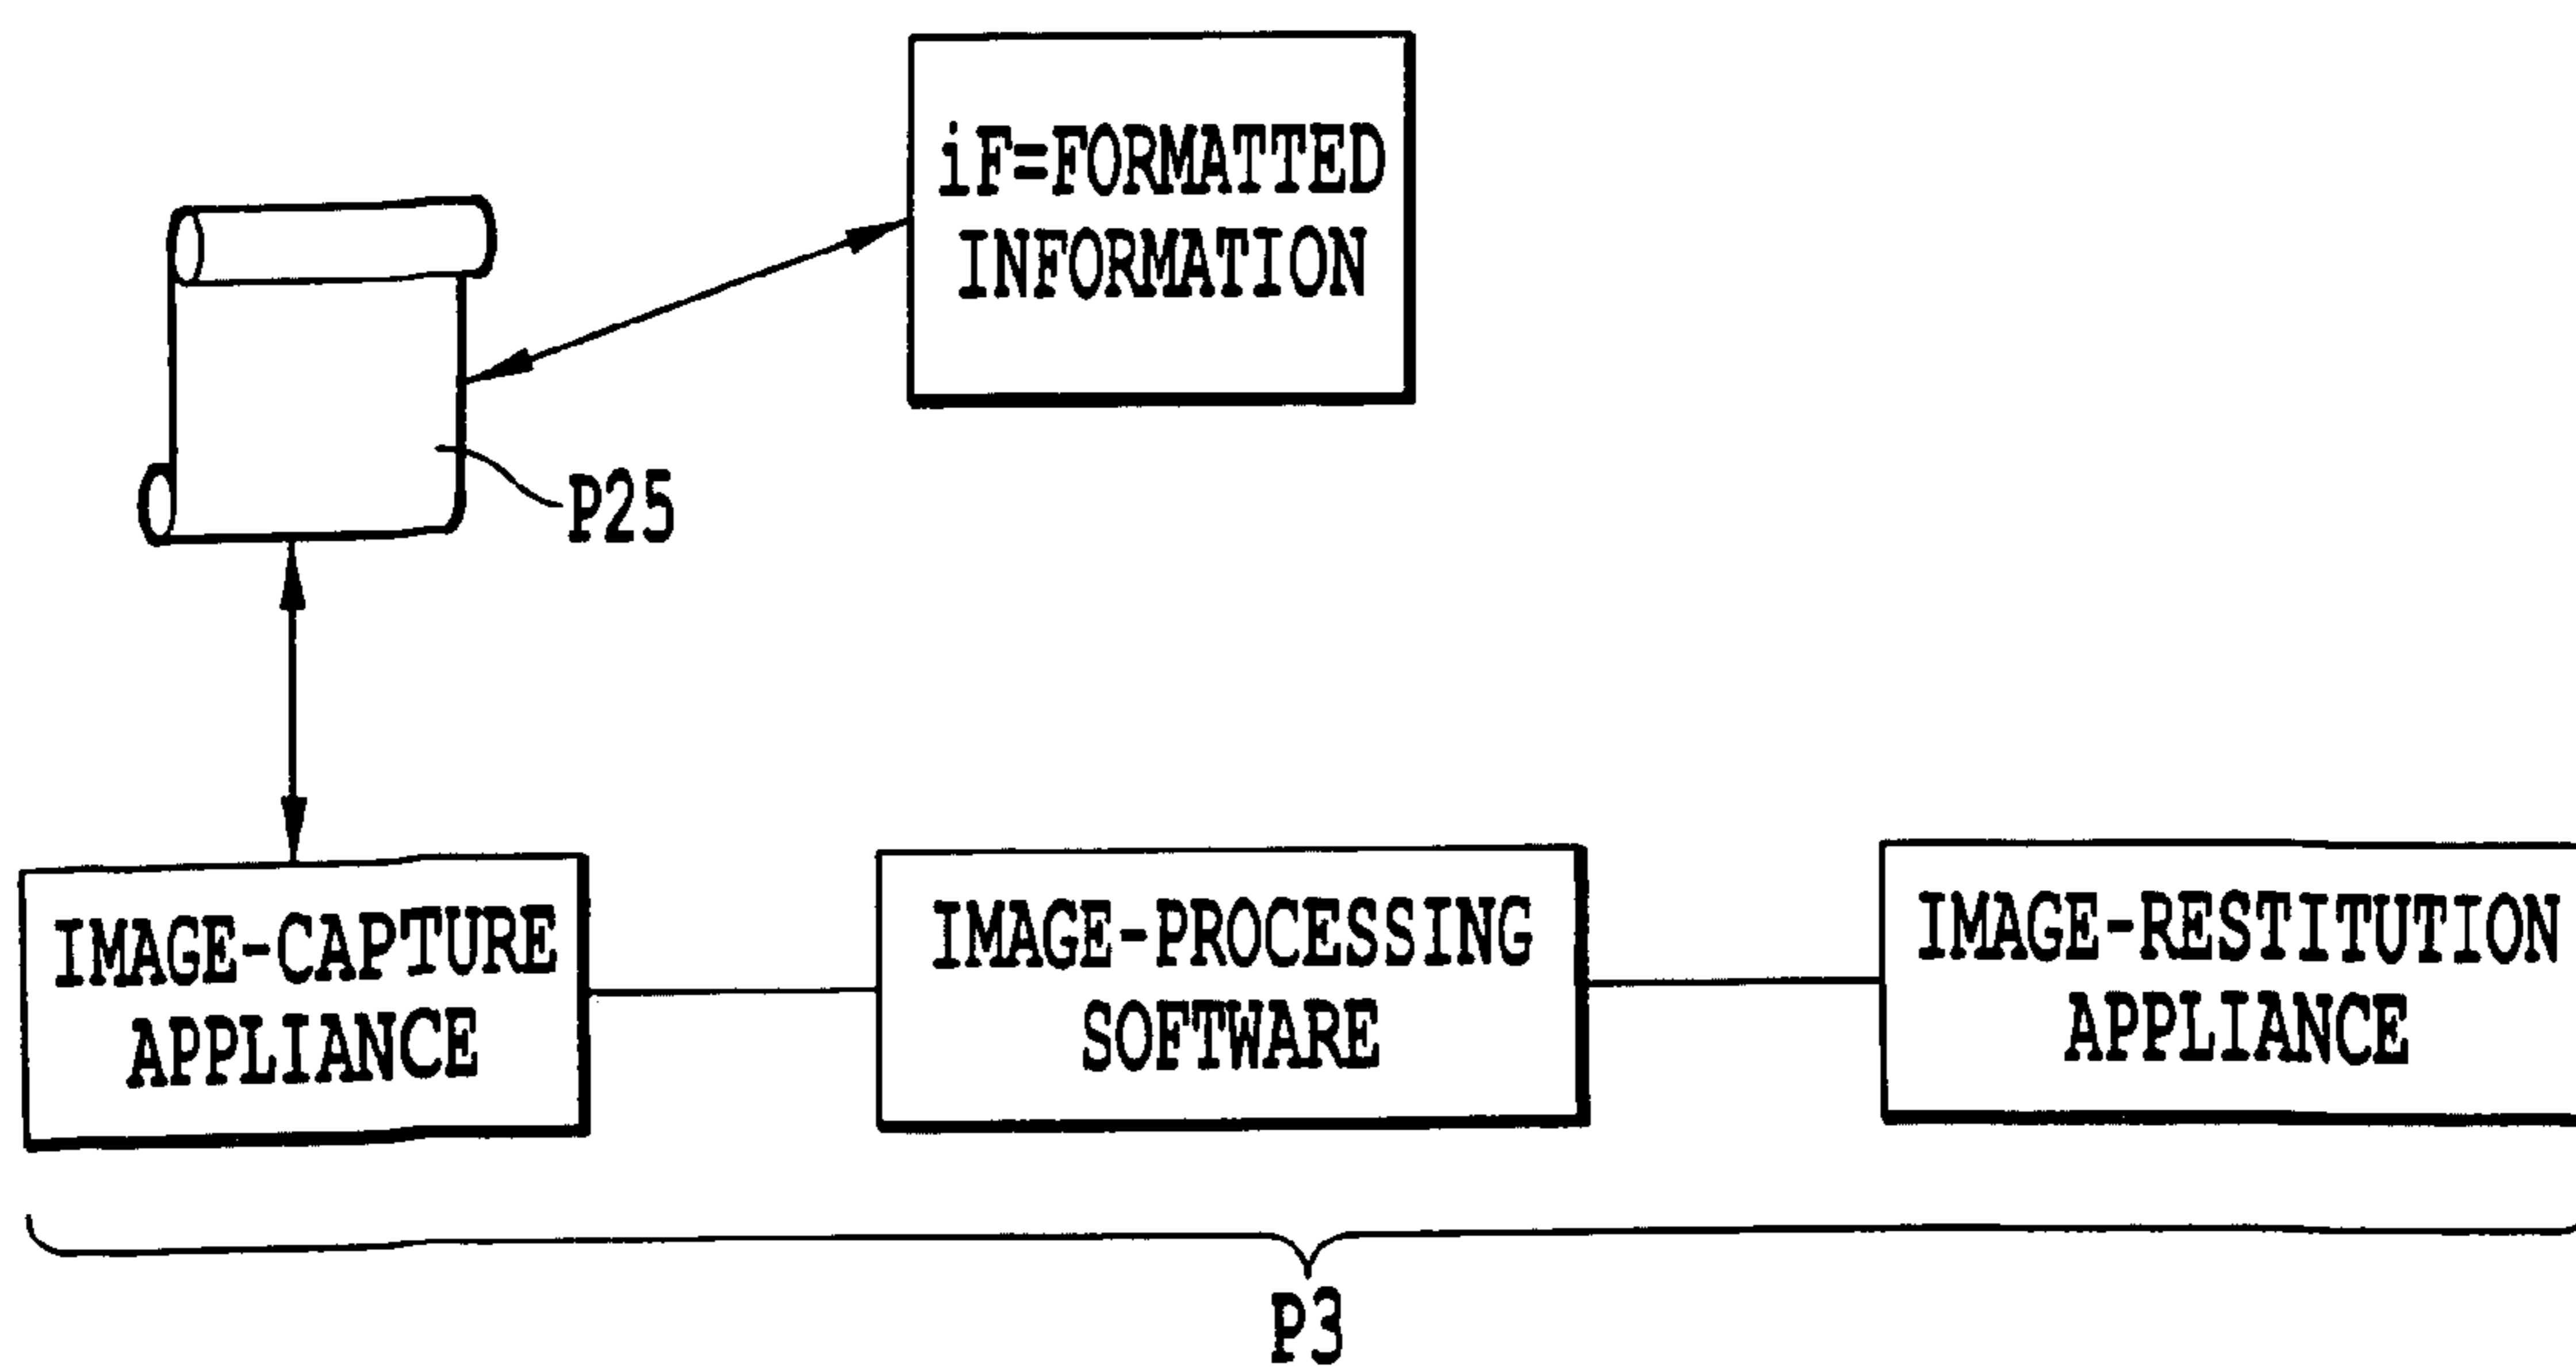 iF=FORMATTED
INFORMATION
P25
IMAGE-CAPTURE
APPLIANCE
IMAGE-PROCESSING
SOFTWARE
IMAGE-RESTITUTION
APPLIANCE
P3